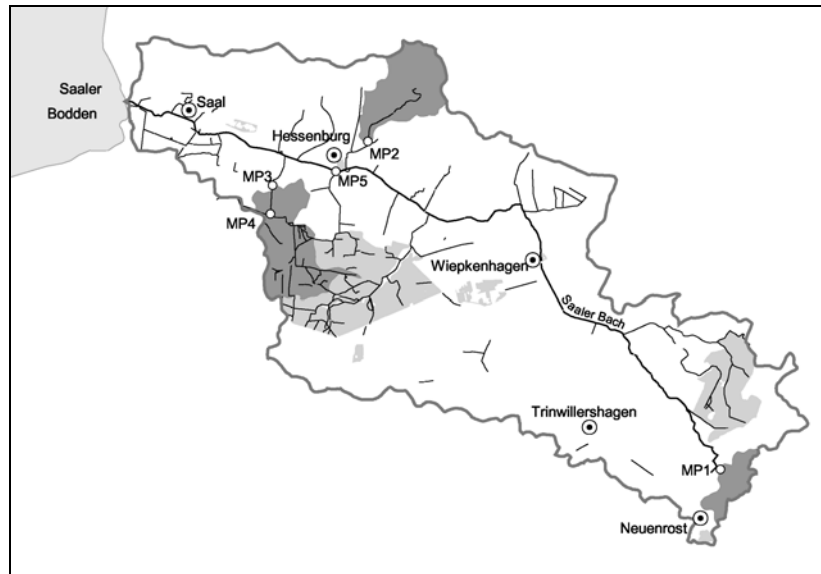 Saaler
Bodden
Saal
Hessenburg
MP2
MP3
MP5
MP4
Wiepkenhagen
Saaler Bach
Trinwillershagen
MP1
Neuenrost